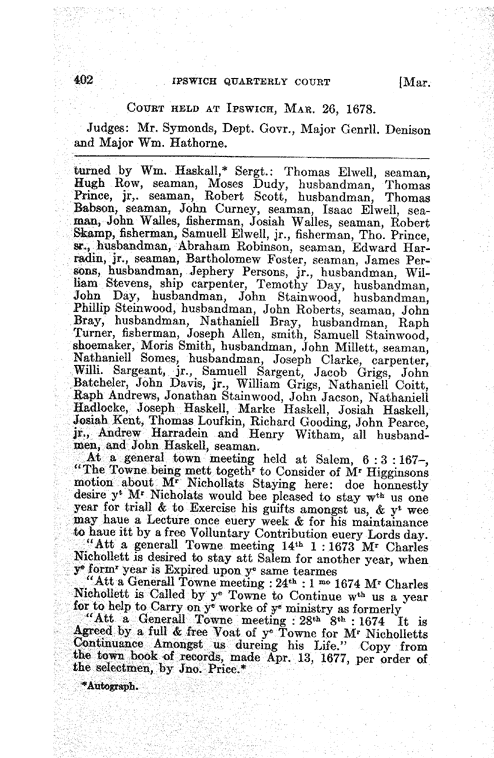 402 IPSWICH QUARTERLY COURT [Mar.
COURT HELD AT IPSWICH, MAR. 26, 1678.
Judges: Mr. Symonds, Dept. Govr., Major Genrll. Denison
and Major Wm. Hathorne.
turned by Wm. Haskall,* Sergt.: Thomas Elwell, seaman,
Hugh Row, seaman, Moses Dudy, husbandman, Thomas
Prince, jr,. seaman, Robert Scott, husbandman, Thomas
Babson, seaman, John Curney, seaman, Isaac Elwell, sea-
man, John Walles, fisherman, Josiah Walles, seaman, Robert
Skamp, fisherman, Samuell Elwell, jr., fisherman, Tho. Prince,
sr., husbandman, Abraham Robinson, seaman, Edward Har-
radin, jr., seaman, Bartholomew Foster, seaman, James Per-
sons, husbandman, Jephery Persons, jr., husbandman, Wil-
liam Stevens, ship carpenter, Temothy Day, husbandman,
John Day, husbandman, John Stainwood, husbandman,
Phillip Steinwood, husbandman, John Roberts, seaman, John
Bray, husbandman, Nathaniell Bray, husbandman, Raph
Turner, fisherman, Joseph Allen, smith, Samuell Stainwood,
shoemaker, Moris Smith, husbandman, John Millett, seaman,
Nathaniell Somes, husbandman, Joseph Clarke, carpenter,
Willi. Sargeant, jr., Samuell Sargent, Jacob Grigs, John
Batcheler, John Davis, jr., William Grigs, Nathaniell Coitt,
Raph Andrews, Jonathan Stainwood, John Jacson, Nathaniell
Hadlocke, Joseph Haskell, Marke Haskell, Josiah Haskell,
Josiah Kent, Thomas Loufkin, Richard Gooding, John Pearce,
jr., Andrew Harradein and Henry Witham, all husband-
men, and John Haskell, seaman.
At a general town meeting held at Salem, 6 : 3 : 167–,
"The Towne being mett togethʳ to Consider of Mʳ Higginsons
motion about Mʳ Nichollats Staying here: doe honnestly
desire yᵗ Mʳ Nicholats would bee pleased to stay wᵗʰ us one
year for triall & to Exercise his guifts amongst us, & yᵗ wee
may haue a Lecture once euery week & for his maintainance
to haue itt by a free Volluntary Contribution euery Lords day.
"Att a generall Towne meeting 14ᵗʰ 1 : 1673 Mʳ Charles
Nichollett is desired to stay att Salem for another year, when
yᵉ formʳ year is Expired upon yᵉ same tearmes
"Att a Generall Towne meeting : 24ᵗʰ : 1 ᵐᵒ 1674 Mʳ Charles
Nichollett is Called by yᵉ Towne to Continue wᵗʰ us a year
for to help to Carry on yᵉ worke of yᵉ ministry as formerly
"Att a Generall Towne meeting : 28ᵗʰ 8ᵗʰ : 1674 It is
Agreed by a full & free Voat of yᵉ Towne for Mʳ Nicholletts
Continuance Amongst us dureing his Life." Copy from
the town book of records, made Apr. 13, 1677, per order of
the selectmen, by Jno. Price.*
*Autograph.